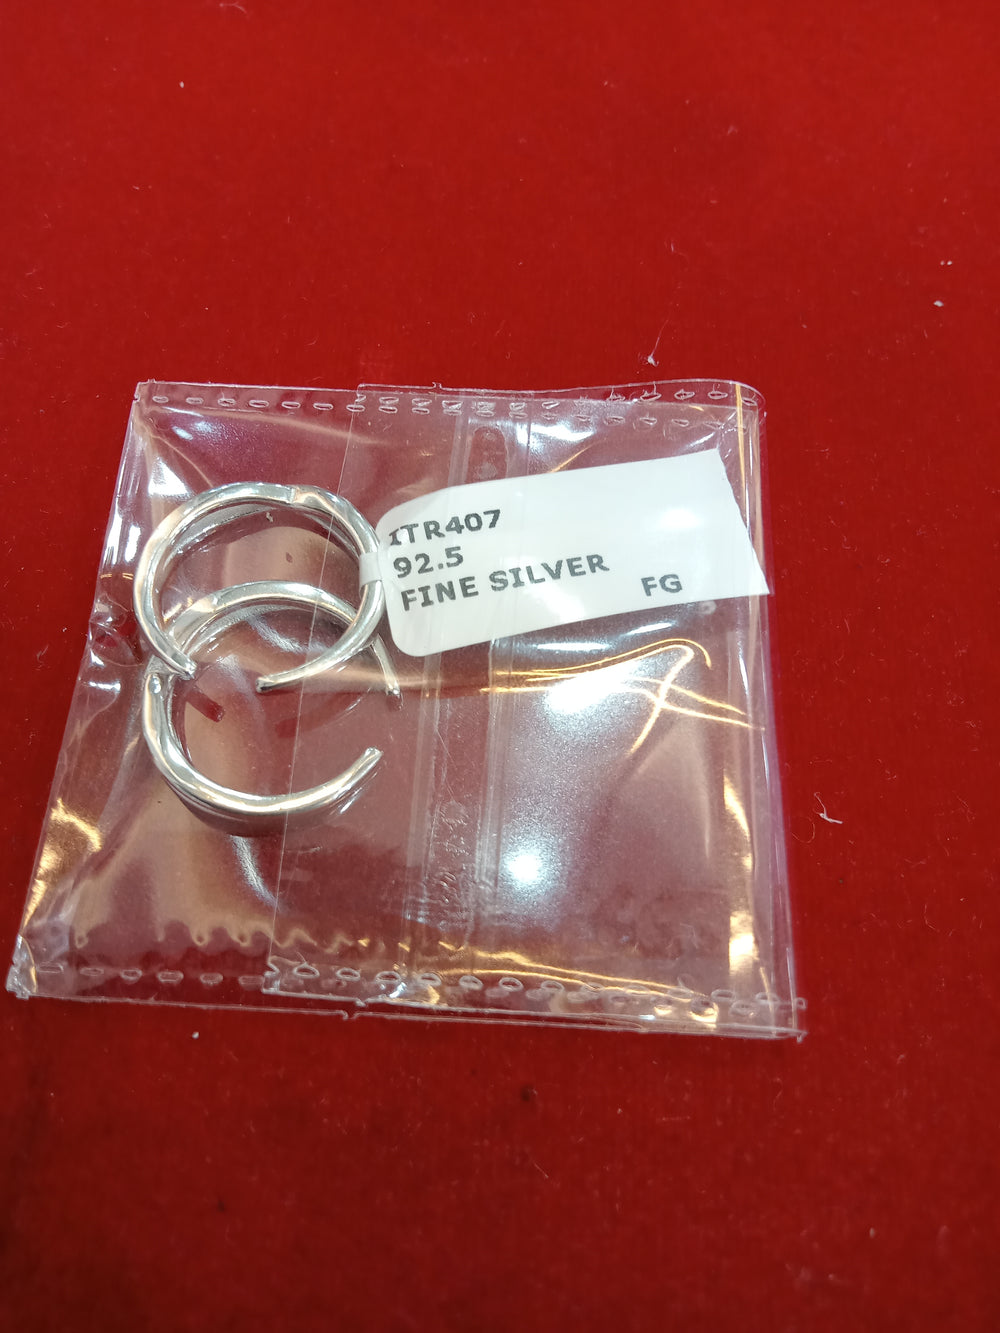 ITR407
92.5
FINE SILVER
FG